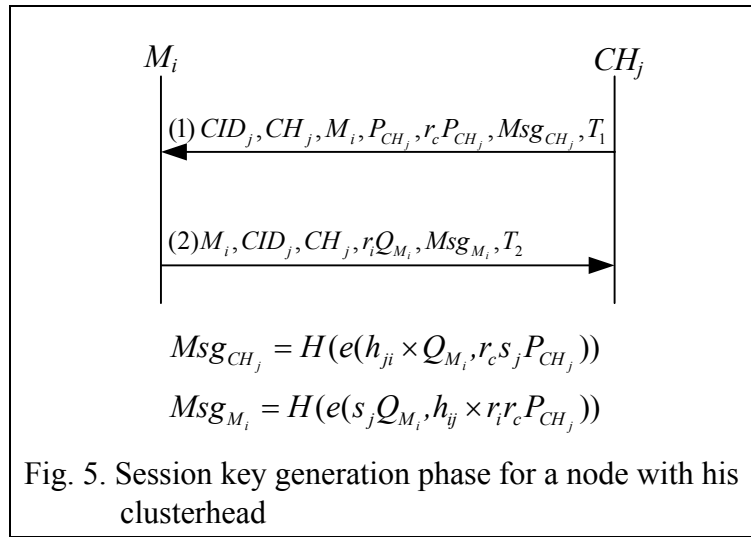 M_i CH_j
(1) CID_j, CH_j, M_i, P_{CH_j}, r_c P_{CH_j}, Msg_{CH_j}, T_1
(2) M_i, CID_j, CH_j, r_i Q_{M_i}, Msg_{M_i}, T_2
Msg_{CH_j} = H(e(h_{ji} × Q_{M_i}, r_c s_j P_{CH_j}))
Msg_{M_i} = H(e(s_j Q_{M_i}, h_{ij} × r_i r_c P_{CH_j}))
Fig. 5. Session key generation phase for a node with his
clusterhead